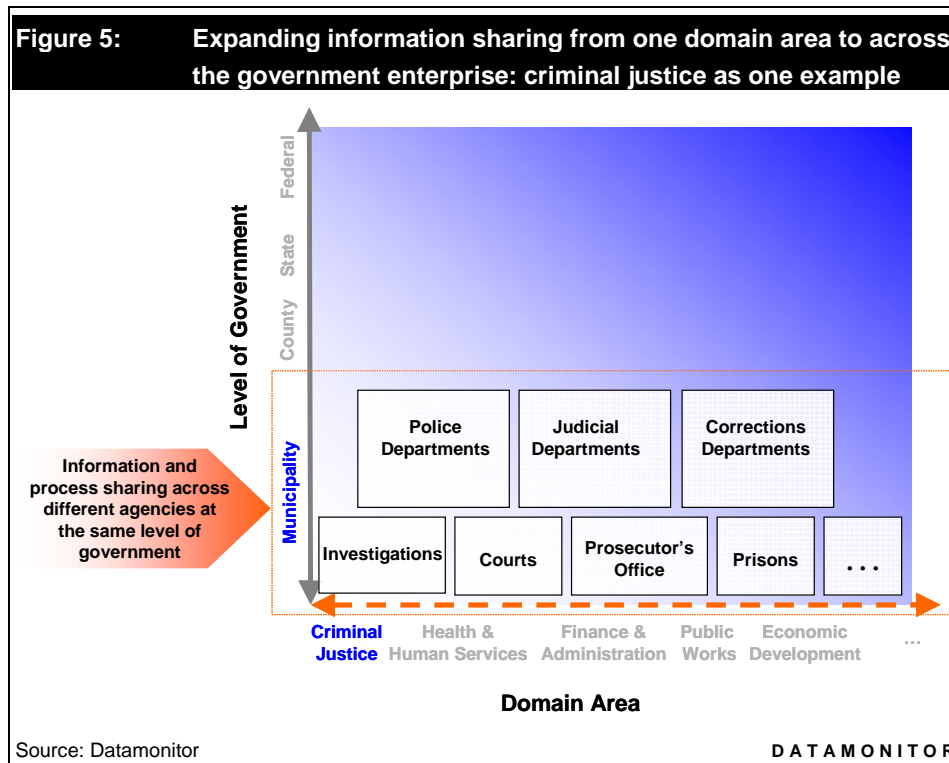 Figure 5: Expanding information sharing from one domain area to across
the government enterprise: criminal justice as one example
Level of Government
Federal
State
County
Municipality
Information and
process sharing across
different agencies at
the same level of
government
Police
Departments
Judicial
Departments
Corrections
Departments
Investigations
Courts
Prosecutor's
Office
Prisons
...
Criminal
Justice
Health &
Human Services
Finance &
Administration
Public
Works
Economic
Development
...
Domain Area
Source: Datamonitor
DATAMONITOR